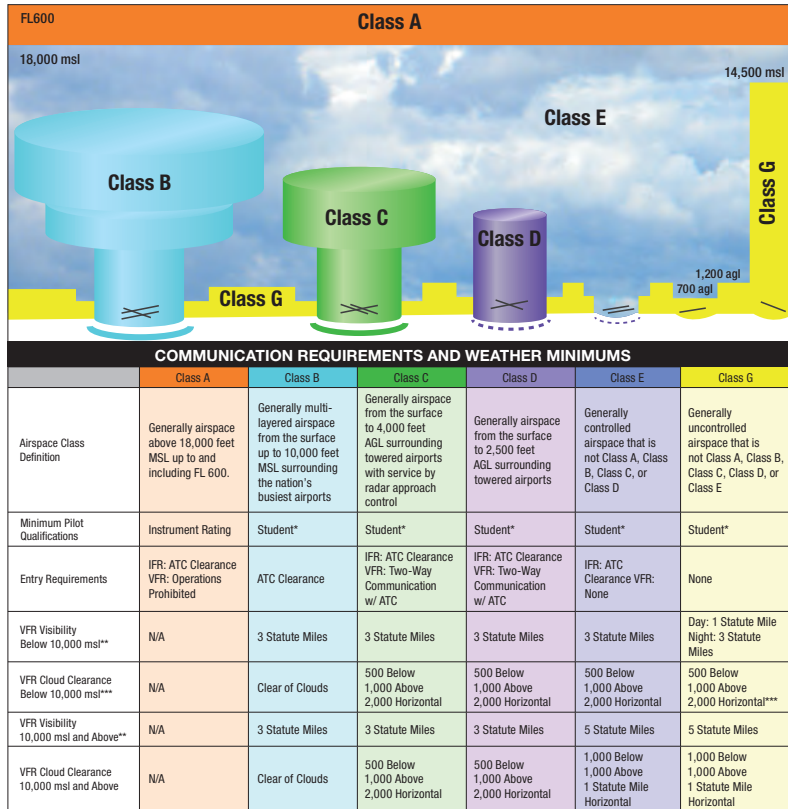 FL600
Class A
18,000 msl
14,500 msl
Class E
Class B
Class C
Class G
Class D
1,200 agl
700 agl
Class G
COMMUNICATION REQUIREMENTS AND WEATHER MINIMUMS
Class A
Class B
Class C
Class D
Class E
Class G
Airspace Class
Definition
Generally airspace
above 18,000 feet
MSL up to and
including FL 600.
Generally multi-
layered airspace
from the surface
up to 10,000 feet
MSL surrounding
the nation's
busiest airports
Generally airspace
from the surface
to 4,000 feet
AGL surrounding
towered airports
with service by
radar approach
control
Generally airspace
from the surface
to 2,500 feet
AGL surrounding
towered airports
Generally
controlled
airspace that is
not Class A, Class
B, Class C, or
Class D
Generally
uncontrolled
airspace that is
not Class A, Class B,
Class C, Class D, or
Class E
Minimum Pilot
Qualifications
Instrument Rating
Student*
Student*
Student*
Student*
Student*
Entry Requirements
IFR: ATC Clearance
VFR: Operations
Prohibited
ATC Clearance
IFR: ATC Clearance
VFR: Two-Way
Communication
w/ ATC
IFR: ATC Clearance
VFR: Two-Way
Communication
w/ ATC
IFR: ATC
Clearance VFR:
None
None
VFR Visibility
Below 10,000 msl**
N/A
3 Statute Miles
3 Statute Miles
3 Statute Miles
3 Statute Miles
Day: 1 Statute Mile
Night: 3 Statute
Miles
VFR Cloud Clearance
Below 10,000 msl***
N/A
Clear of Clouds
500 Below
1,000 Above
2,000 Horizontal
500 Below
1,000 Above
2,000 Horizontal
500 Below
1,000 Above
2,000 Horizontal
500 Below
1,000 Above
2,000 Horizontal***
VFR Visibility
10,000 msl and Above**
N/A
3 Statute Miles
3 Statute Miles
3 Statute Miles
5 Statute Miles
5 Statute Miles
VFR Cloud Clearance
10,000 msl and Above
N/A
Clear of Clouds
500 Below
1,000 Above
2,000 Horizontal
500 Below
1,000 Above
2,000 Horizontal
1,000 Below
1,000 Above
1 Statute Mile
Horizontal
1,000 Below
1,000 Above
1 Statute Mile
Horizontal